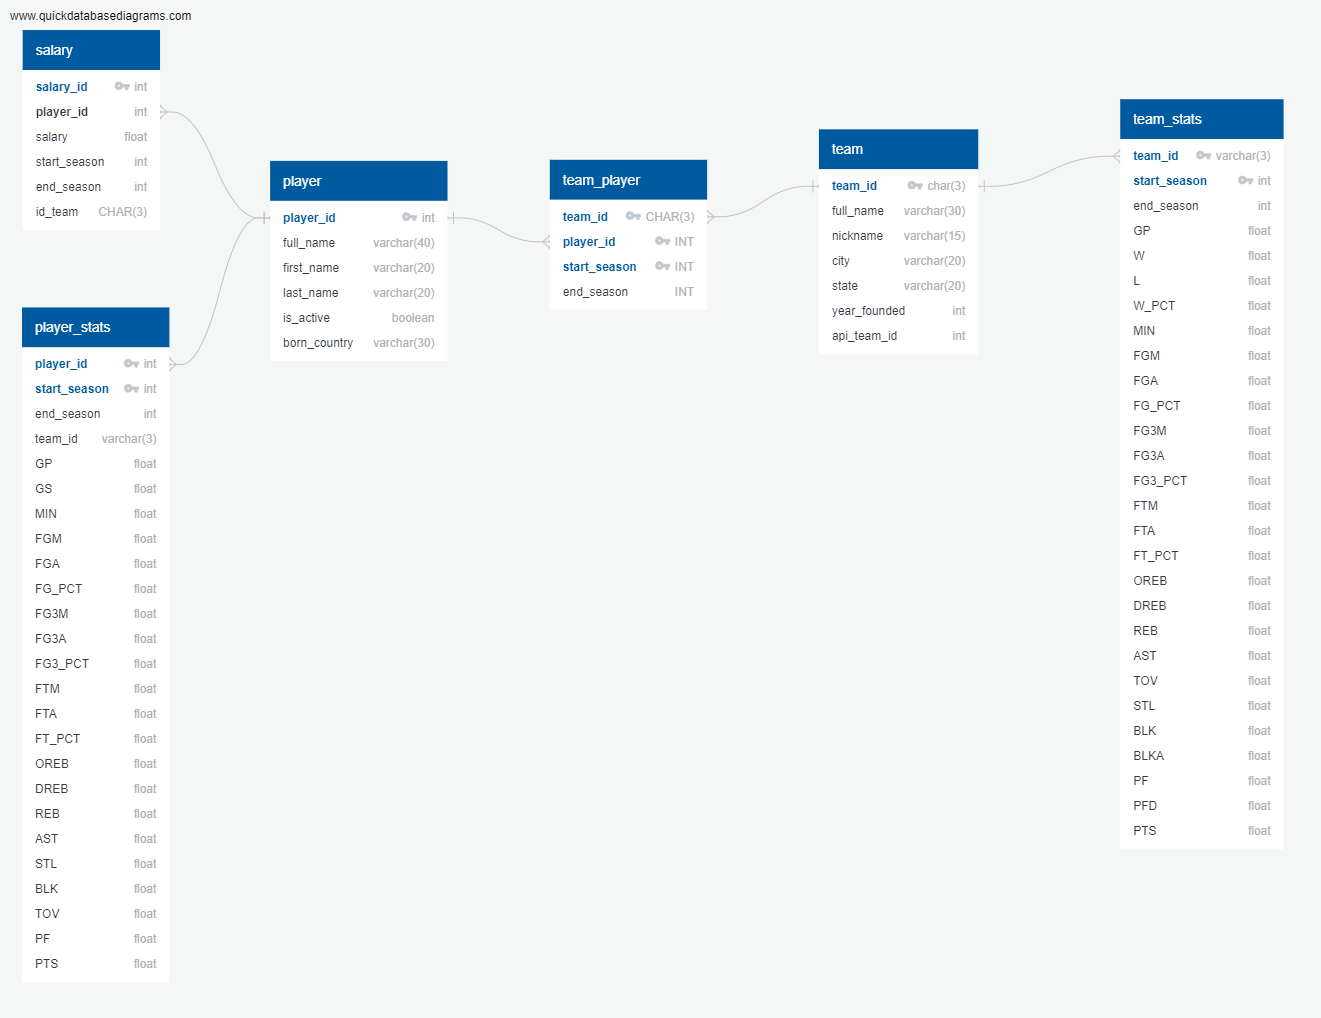 www.quickdatabasediagrams.com
salary
salary_id int
player_id int
salary float
start_season int
end_season int
id_team CHAR(3)
player_stats
player_id int
start_season int
end_season int
team_id varchar(3)
GP float
GS float
MIN float
FGM float
FGA float
FG_PCT float
FG3M float
FG3A float
FG3_PCT float
FTM float
FTA float
FT_PCT float
OREB float
DREB float
REB float
AST float
STL float
BLK float
TOV float
PF float
PTS float
player
player_id int
full_name varchar(40)
first_name varchar(20)
last_name varchar(20)
is_active boolean
born_country varchar(30)
team_player
team_id CHAR(3)
player_id INT
start_season INT
end_season INT
team
team_id char(3)
full_name varchar(30)
nickname varchar(15)
city varchar(20)
state varchar(20)
year_founded int
api_team_id int
team_stats
team_id varchar(3)
start_season int
end_season int
GP float
W float
L float
W_PCT float
MIN float
FGM float
FGA float
FG_PCT float
FG3M float
FG3A float
FG3_PCT float
FTM float
FTA float
FT_PCT float
OREB float
DREB float
REB float
AST float
TOV float
STL float
BLK float
BLKA float
PF float
PFD float
PTS float